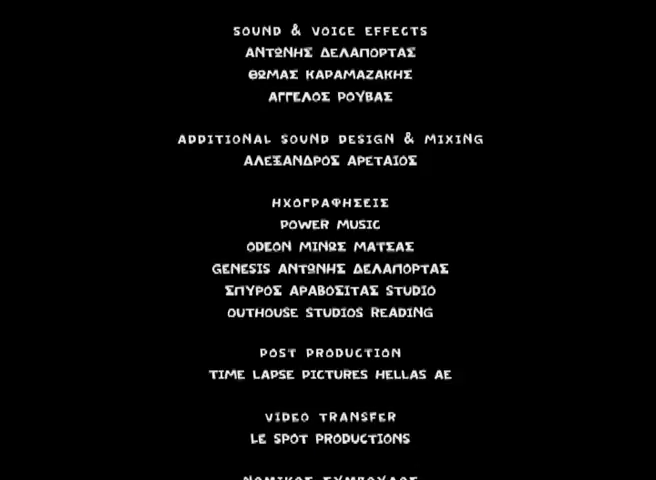 SOUND & VOICE EFFECTS
ΑΝΤΩΝΗΣ ΔΕΛΑΠΟΡΤΑΣ
ΘΩΜΑΣ ΚΑΡΑΜΑΖΑΚΗΣ
ΑΓΓΕΛΟΣ ΡΟΥΒΑΣ
ADDITIONAL SOUND DESIGN & MIXING
ΑΛΕΞΑΝΔΡΟΣ ΑΡΕΤΑΙΟΣ
ΗΧΟΓΡΑΦΗΣΕΙΣ
POWER MUSIC
ODEON ΜΙΝΩΣ ΜΑΤΣΑΣ
GENESIS ΑΝΤΩΝΗΣ ΔΕΛΑΠΟΡΤΑΣ
ΣΠΥΡΟΣ ΑΡΑΒΟΣΙΤΑΣ STUDIO
OUTHOUSE STUDIOS READING
POST PRODUCTION
TIME LAPSE PICTURES HELLAS AE
VIDEO TRANSFER
LE SPOT PRODUCTIONS
ΝΟΜΙΚΟΣ ΣΥΜΒΟΥΛΟΣ